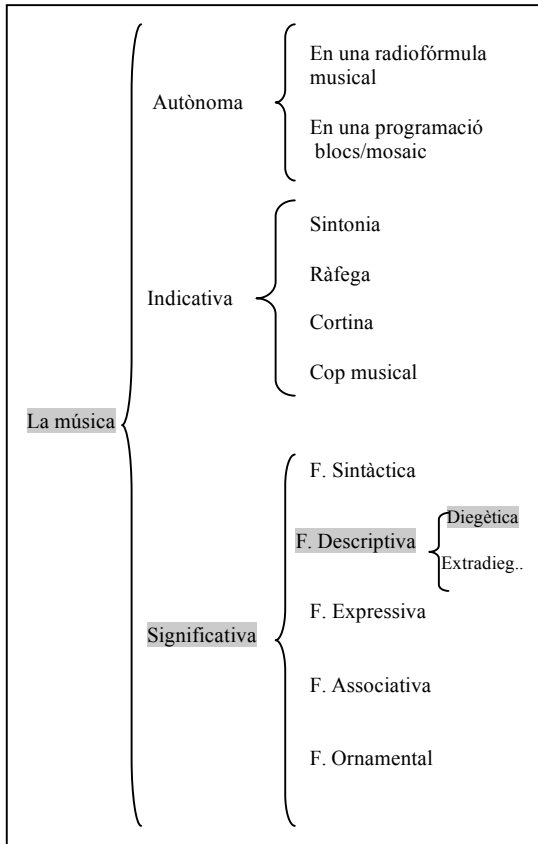 En una radiofórmula
musical
Autònoma
En una programació
blocs/mosaic
Sintonia
Ràfega
Indicativa
Cortina
Cop musical
La música
F. Sintàctica
Diegètica
F. Descriptiva
Extradieg..
F. Expressiva
Significativa
F. Associativa
F. Ornamental